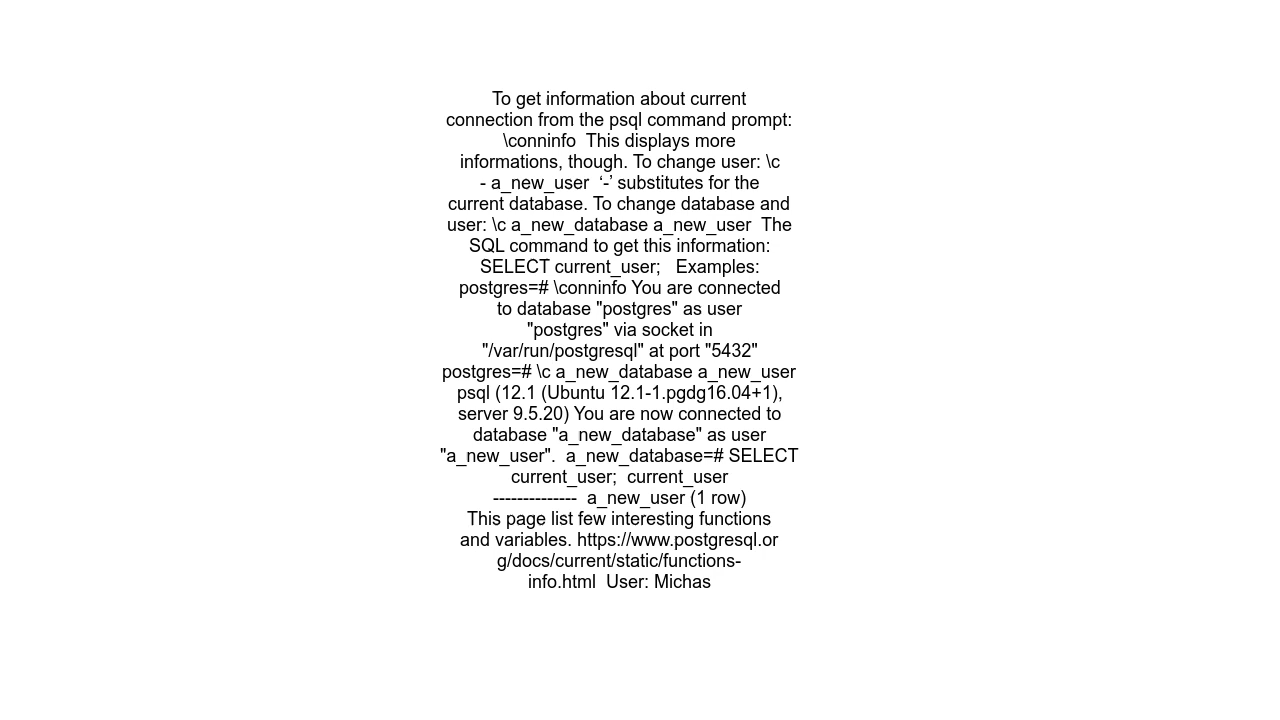 To get information about current
connection from the psql command prompt:
\conninfo  This displays more
informations, though. To change user: \c
- a_new_user  ‘-’ substitutes for the
current database. To change database and
user: \c a_new_database a_new_user  The
SQL command to get this information:
SELECT current_user;   Examples:
postgres=# \conninfo You are connected
to database "postgres" as user
"postgres" via socket in
"/var/run/postgresql" at port "5432"
postgres=# \c a_new_database a_new_user
psql (12.1 (Ubuntu 12.1-1.pgdg16.04+1),
server 9.5.20) You are now connected to
database "a_new_database" as user
"a_new_user".  a_new_database=# SELECT
current_user;  current_user
--------------  a_new_user (1 row)
This page list few interesting functions
and variables. https://www.postgresql.or
g/docs/current/static/functions-
info.html  User: Michas